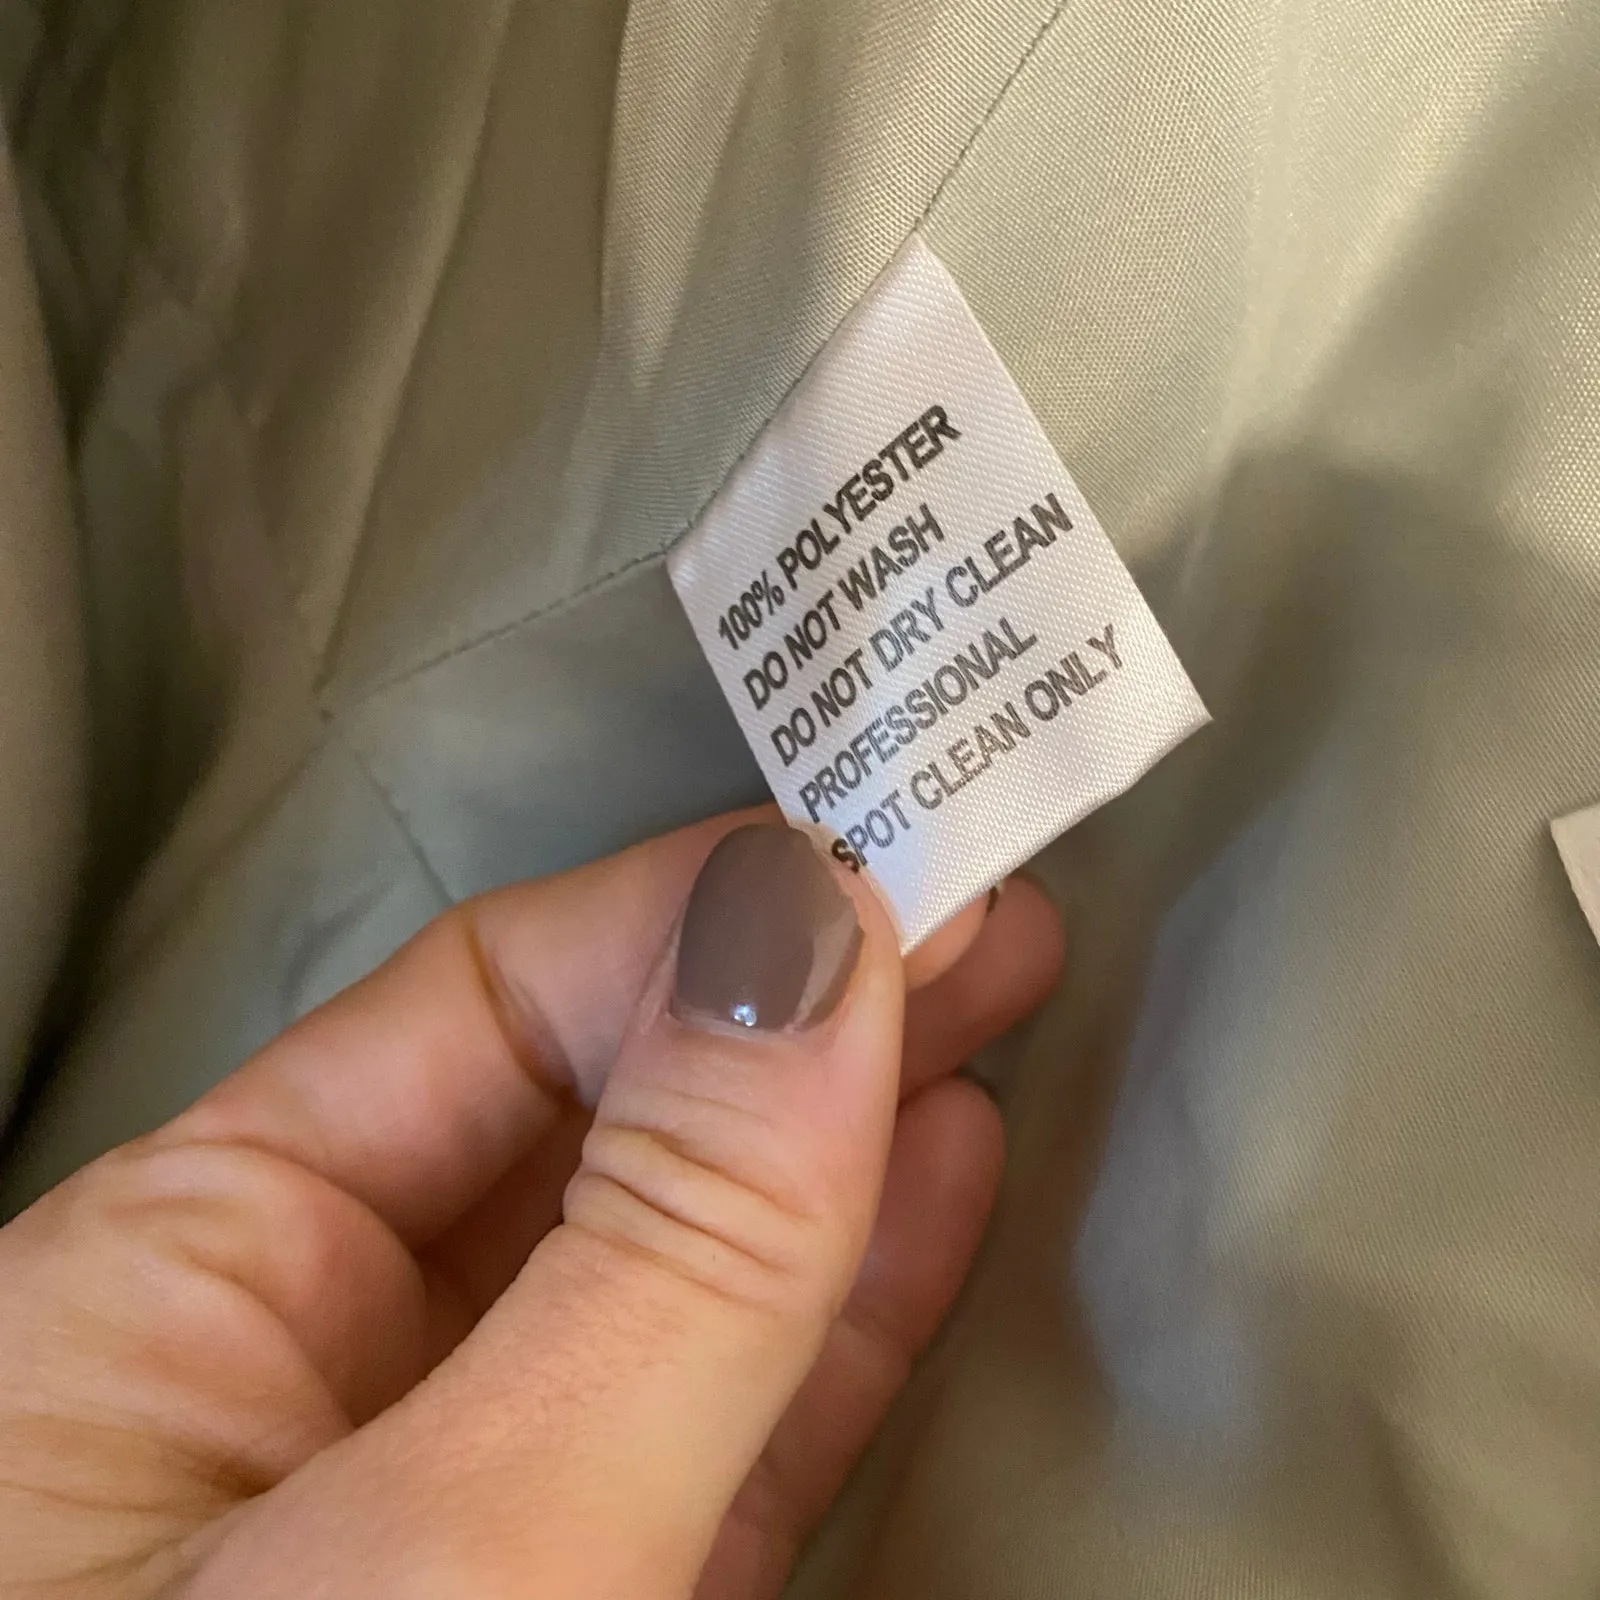 100% POLYESTER
DO NOT WASH
DO NOT DRY CLEAN
PROFESSIONAL
SPOT CLEAN ONLY